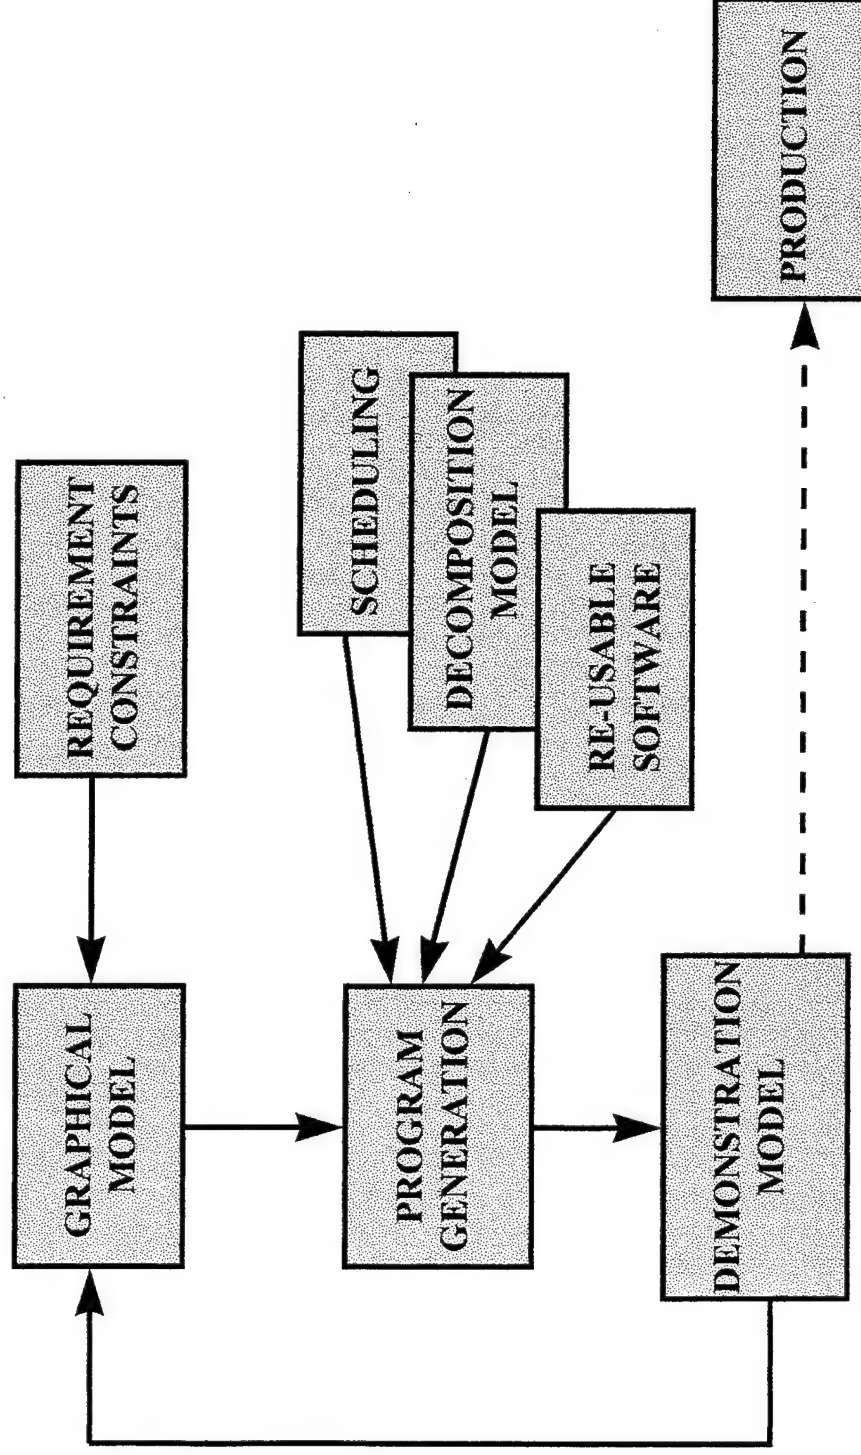 REQUIREMENT
CONSTRAINTS
GRAPHICAL
MODEL
SCHEDULING
DECOMPOSITION
MODEL
RE-USABLE
SOFTWARE
PROGRAM
GENERATION
DEMONSTRATION
MODEL
PRODUCTION